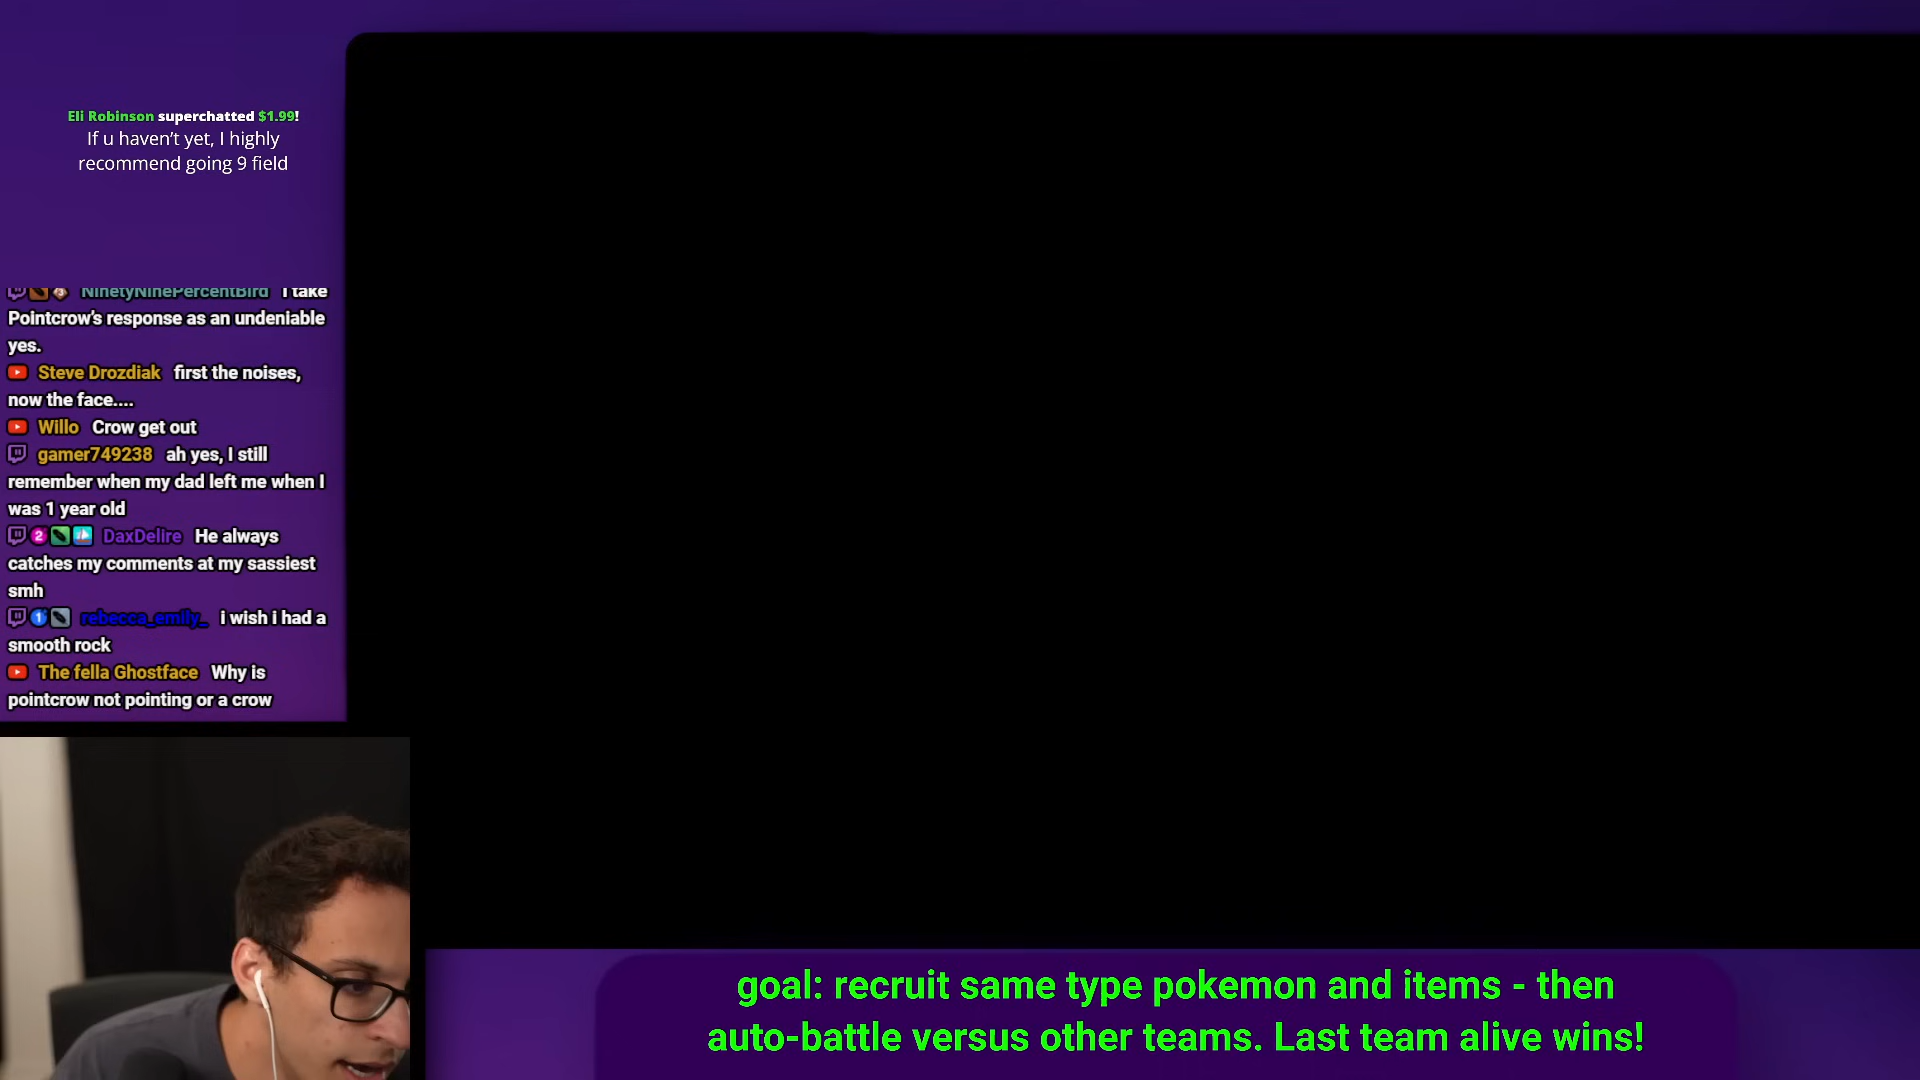 Eli Robinson superchatted $1.99!
If u haven't yet, I highly
recommend going 9 field
NinetyNinePercentBird I take
Pointcrow's response as an undeniable
yes.
Steve Drozdiak first the noises,
now the face....
Willo Crow get out
gamer749238 ah yes, I still
remember when my dad left me when I
was 1 year old
2 DaxDelire He always
catches my comments at my sassiest
smh
1 rebecca_emily_ i wish i had a
smooth rock
The fella Ghostface Why is
pointcrow not pointing or a crow
goal: recruit same type pokemon and items - then
auto-battle versus other teams. Last team alive wins!